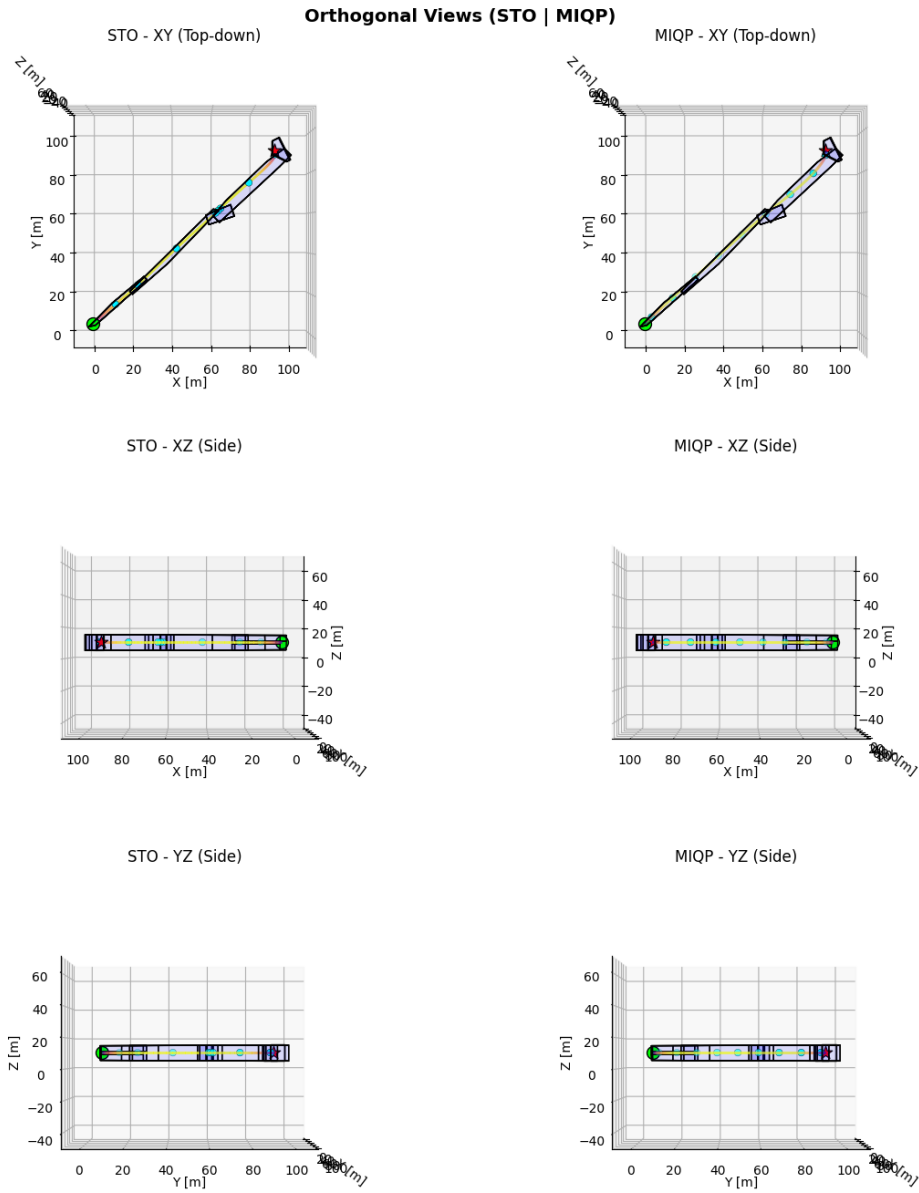 Orthogonal Views (STO | MIQP)
STO - XY (Top-down)
MIQP - XY (Top-down)
Z [m]
Z [m]
100
80
60
40
20
0
Y [m]
0 20 40 60 80 100
X [m]
100
80
60
40
20
0
Y [m]
0 20 40 60 80 100
X [m]
STO - XZ (Side)
MIQP - XZ (Side)
60
40
20
0
−20
−40
Z [m]
100 80 60 40 20 0
X [m]
60
40
20
0
−20
−40
Z [m]
100 80 60 40 20 0
X [m]
STO - YZ (Side)
MIQP - YZ (Side)
60
40
20
0
−20
−40
Z [m]
0 20 40 60 80 100
Y [m]
60
40
20
0
−20
−40
Z [m]
0 20 40 60 80 100
Y [m]